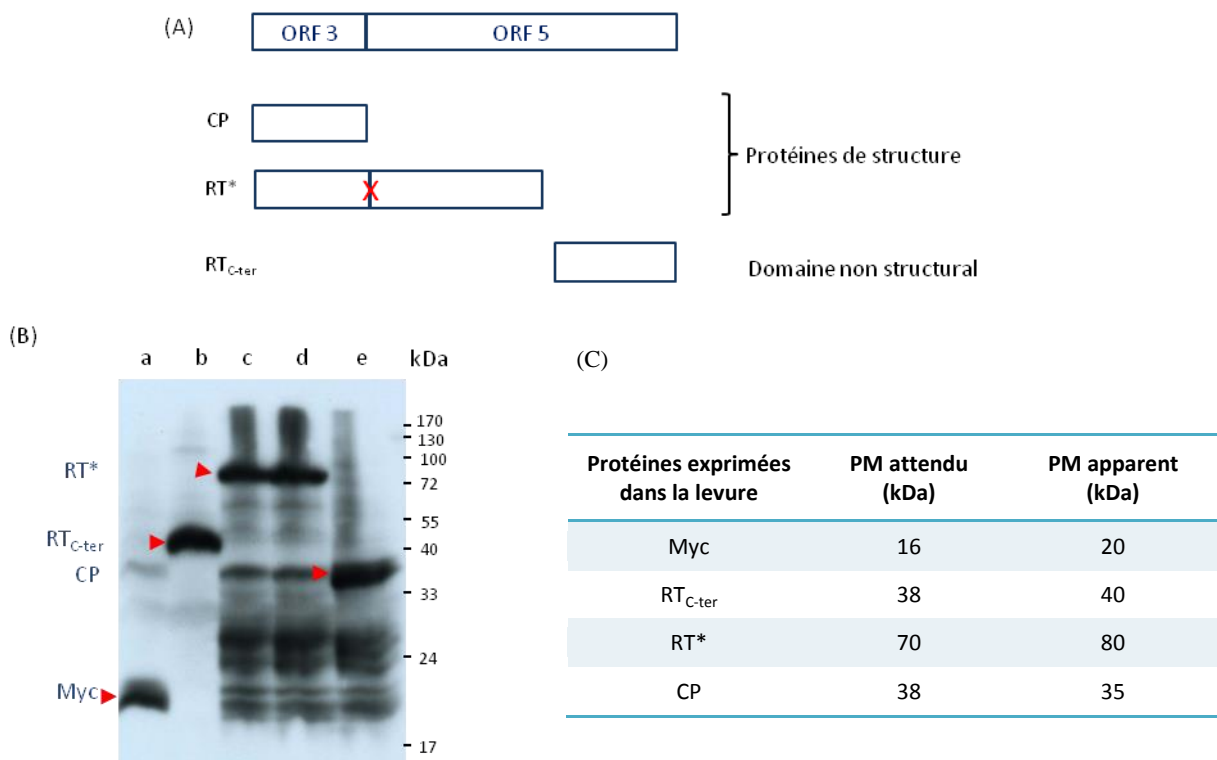 (A)
ORF 3 ORF 5
CP
Protéines de structure
RT* X
RTC-ter Domaine non structural
(B)
a b c d e kDa
(C)
170
130
RT* 100
72
55
RTC-ter 40
CP
33
24
Myc
17
Protéines exprimées dans la levure PM attendu (kDa) PM apparent (kDa)
Myc 16 20
RTC-ter 38 40
RT* 70 80
CP 38 35